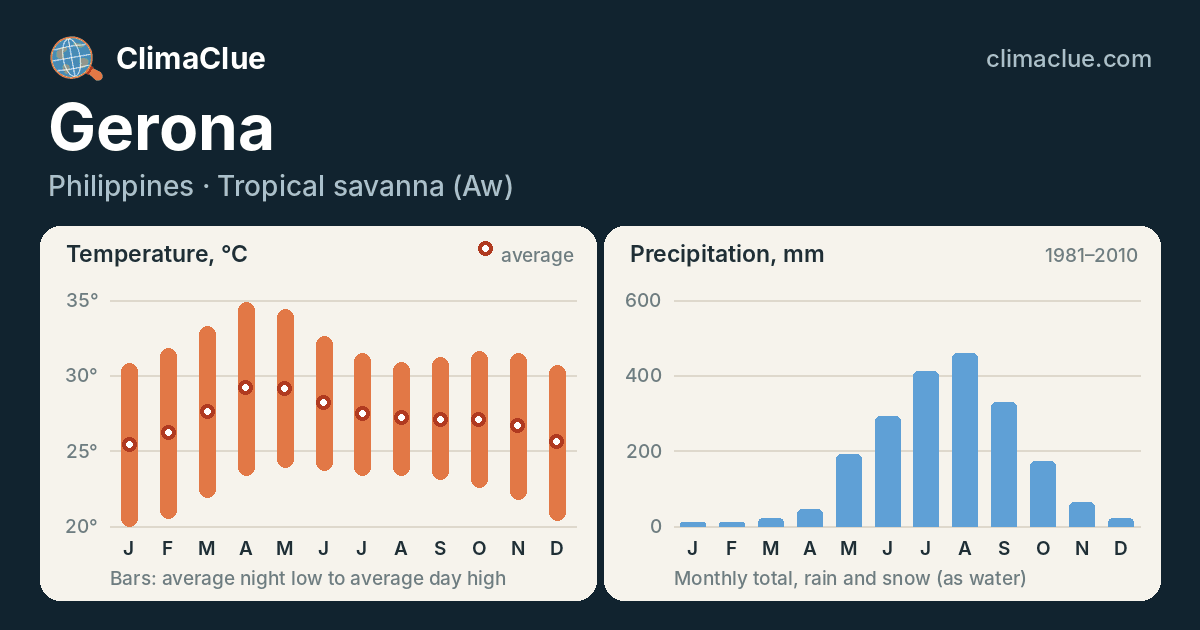 ClimaClue
climaclue.com
Gerona
Philippines · Tropical savanna (Aw)
Temperature, °C
average
35°
30°
25°
20°
J F M A M J J A S O N D
Bars: average night low to average day high
Precipitation, mm
1981–2010
600
400
200
0
J F M A M J J A S O N D
Monthly total, rain and snow (as water)